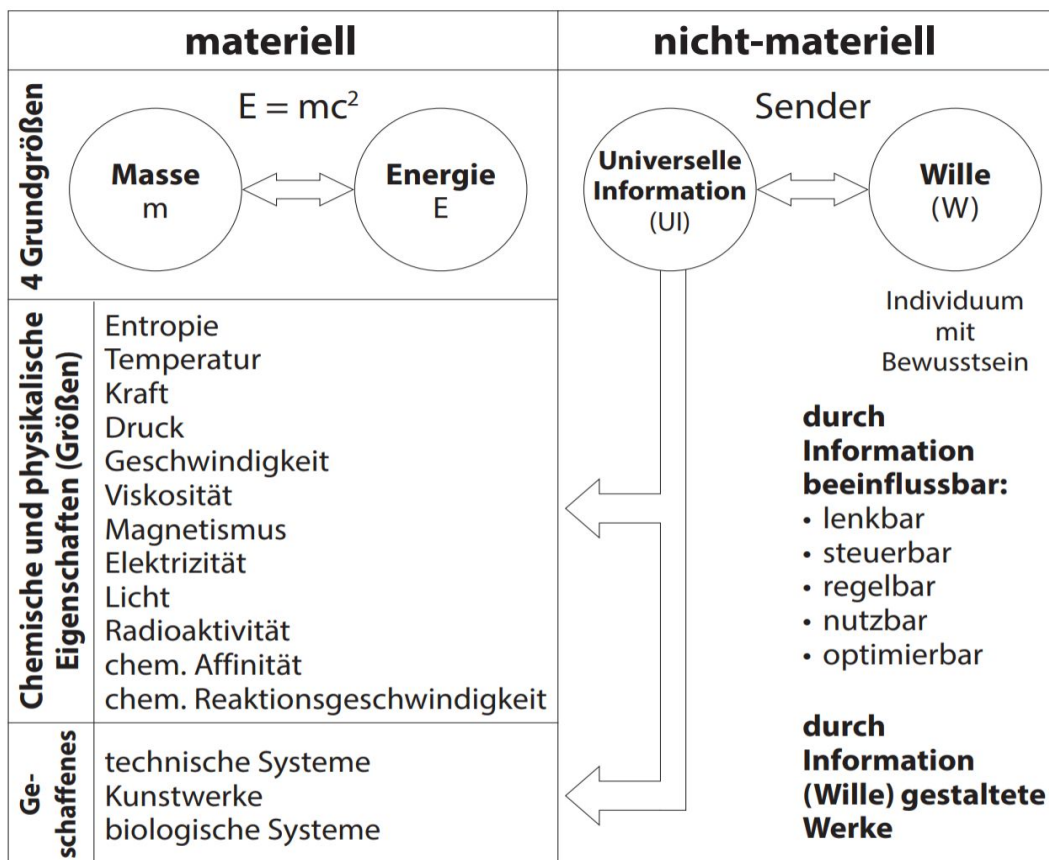 materiell
nicht-materiell
4 Grundgrößen
E = mc²
Masse
m
Energie
E
Sender
Universelle
Information
(UI)
Wille
(W)
Individuum
mit
Bewusstsein
Chemische und physikalische
Eigenschaften (Größen)
Entropie
Temperatur
Kraft
Druck
Geschwindigkeit
Viskosität
Magnetismus
Elektrizität
Licht
Radioaktivität
chem. Affinität
chem. Reaktionsgeschwindigkeit
durch
Information
beeinflussbar:
• lenkbar
• steuerbar
• regelbar
• nutzbar
• optimierbar
Ge-
schaffenes
technische Systeme
Kunstwerke
biologische Systeme
durch
Information
(Wille) gestaltete
Werke